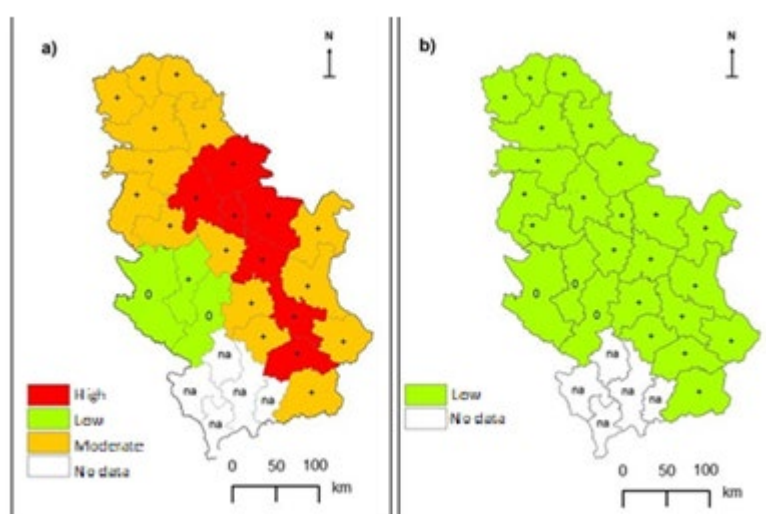 a)
N
+ + +
+ +
+ +
+ + + + +
+ + +
0 + + +
0 + +
+ + +
na
na na na +
na
High
Low
Moderate
No data
0 50 100
km
b)
N
+ + +
+ +
+ +
+ + + + +
+ + +
0 0 + +
0 + +
+ + +
na
na na na +
na
Low
No data
0 50 100
km